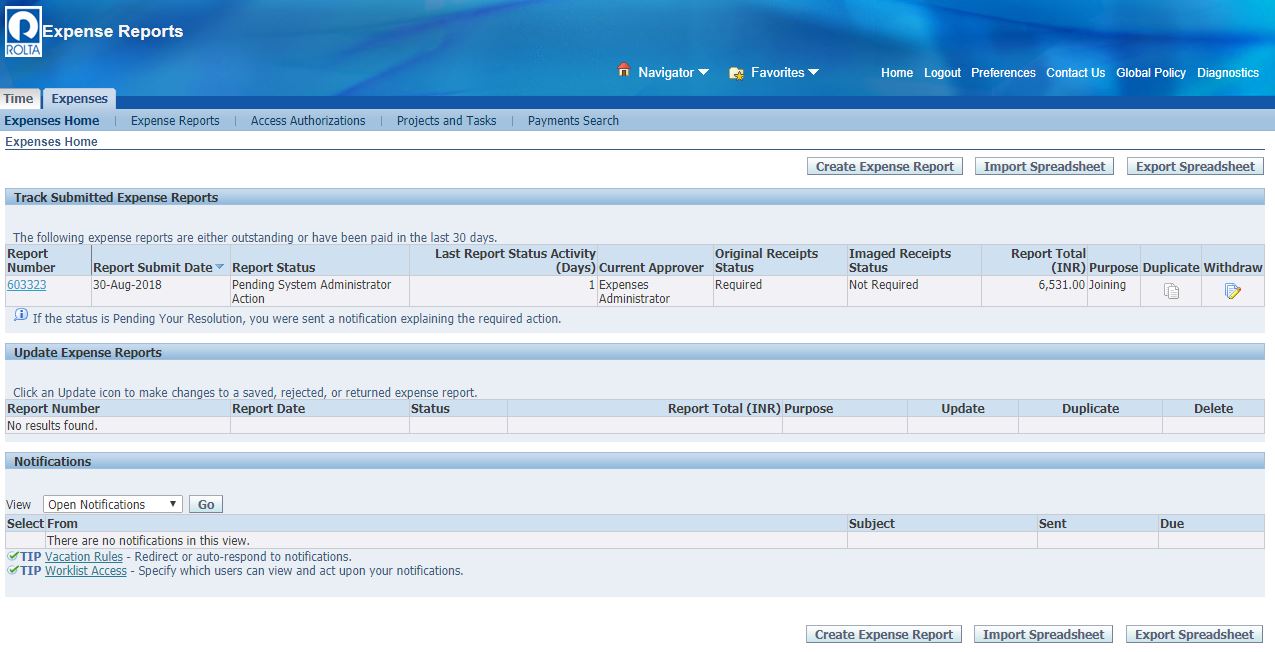 ROLTA Expense Reports
Navigator Favorites Home Logout Preferences Contact Us Global Policy Diagnostics
Time Expenses
Expenses Home | Expense Reports | Access Authorizations | Projects and Tasks | Payments Search
Expenses Home
Create Expense Report Import Spreadsheet Export Spreadsheet
Track Submitted Expense Reports
The following expense reports are either outstanding or have been paid in the last 30 days.
Report Number Report Submit Date Report Status Last Report Status Activity (Days) Current Approver Original Receipts Status Imaged Receipts Status Report Total (INR) Purpose Duplicate Withdraw
603323 30-Aug-2018 Pending System Administrator Action 1 Expenses Administrator Required Not Required 6,531.00 Joining
If the status is Pending Your Resolution, you were sent a notification explaining the required action.
Update Expense Reports
Click an Update icon to make changes to a saved, rejected, or returned expense report.
Report Number Report Date Status Report Total (INR) Purpose Update Duplicate Delete
No results found.
Notifications
View Open Notifications Go
Select From Subject Sent Due
There are no notifications in this view.
TIP Vacation Rules - Redirect or auto-respond to notifications.
TIP Worklist Access - Specify which users can view and act upon your notifications.
Create Expense Report Import Spreadsheet Export Spreadsheet